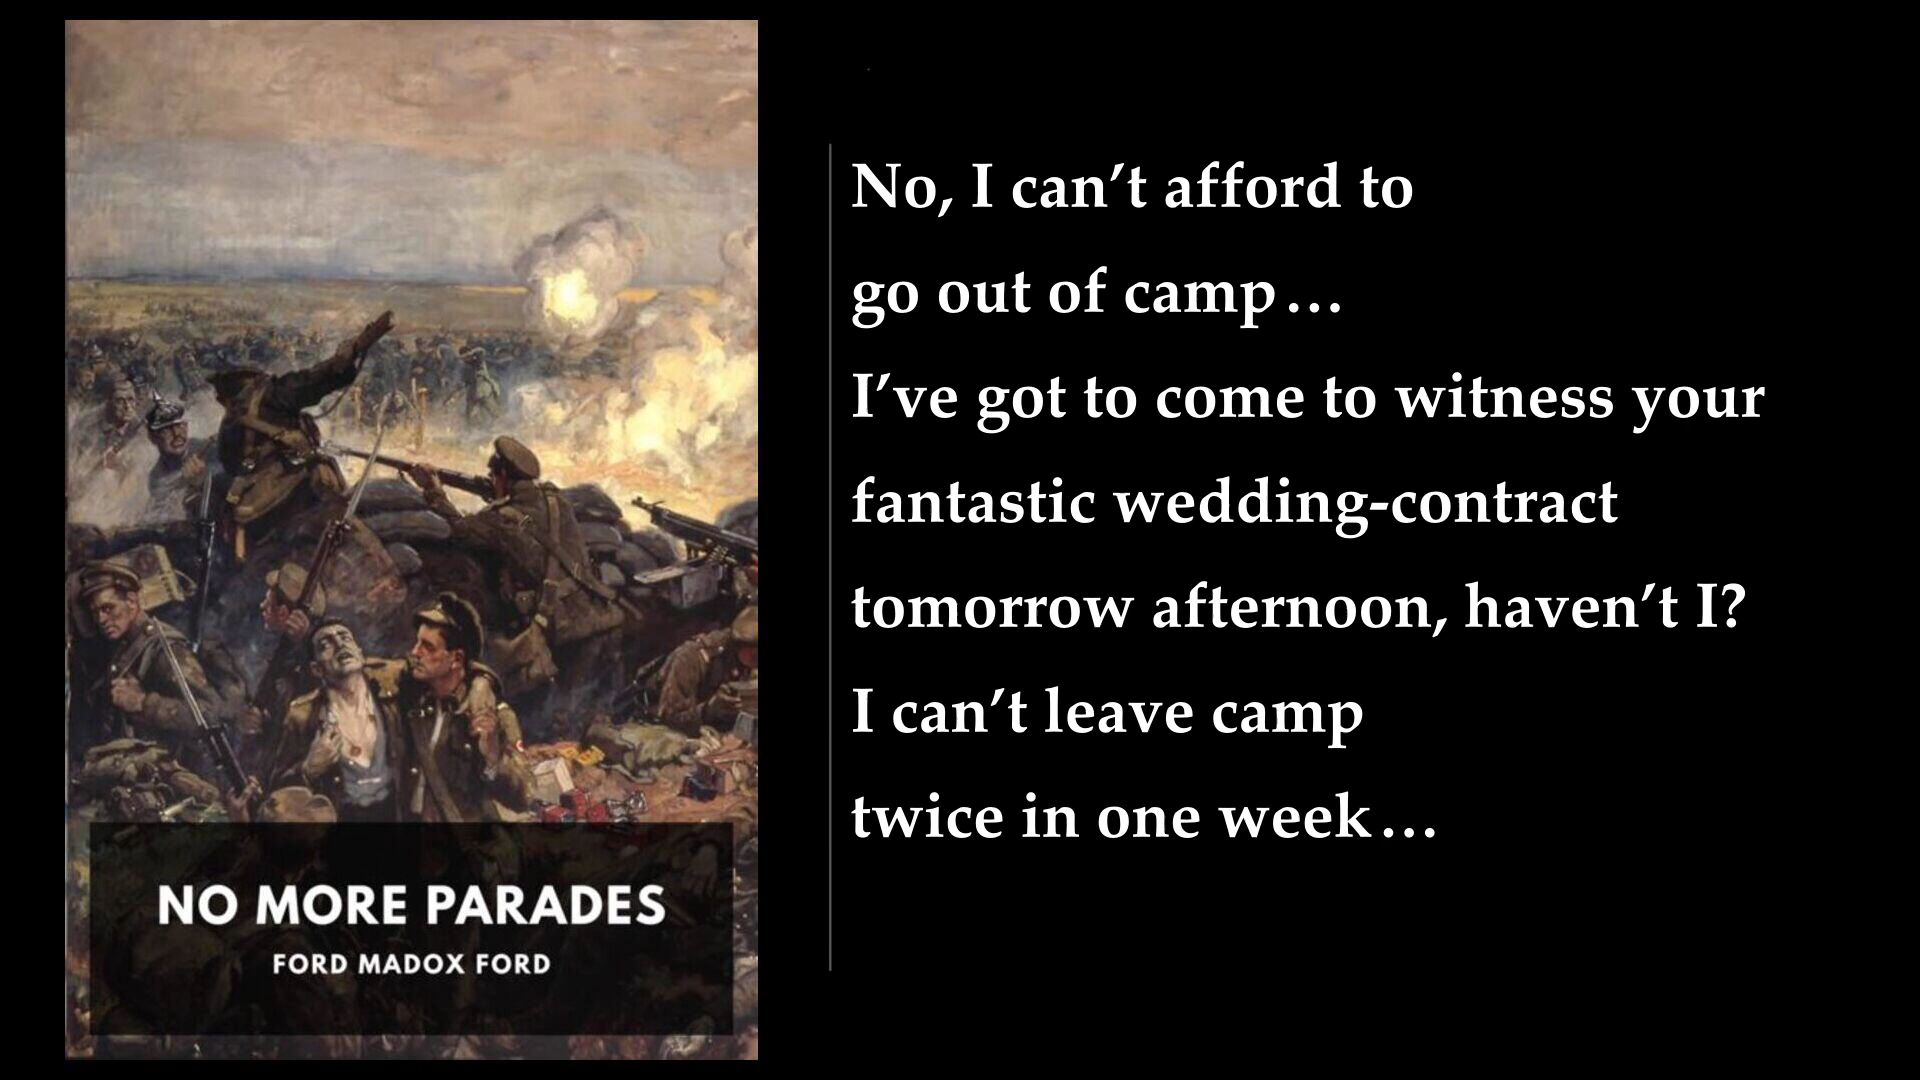 NO MORE PARADES
FORD MADOX FORD
No, I can’t afford to
go out of camp…
I’ve got to come to witness your
fantastic wedding-contract
tomorrow afternoon, haven’t I?
I can’t leave camp
twice in one week…